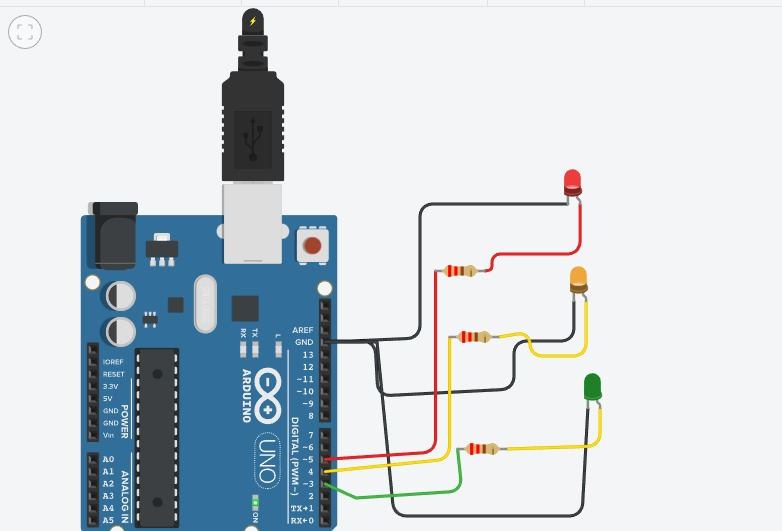 AREF
GND
13
12
~11
~10
~9
8
7
~6
~5
4
~3
2
TX→1
RX←0
RX
TX
L
ARDUINO
UNO
DIGITAL (PWM~)
ON
IOREF
RESET
3.3V
5V
GND
GND
Vin
POWER
A0
A1
A2
A3
A4
A5
ANALOG IN